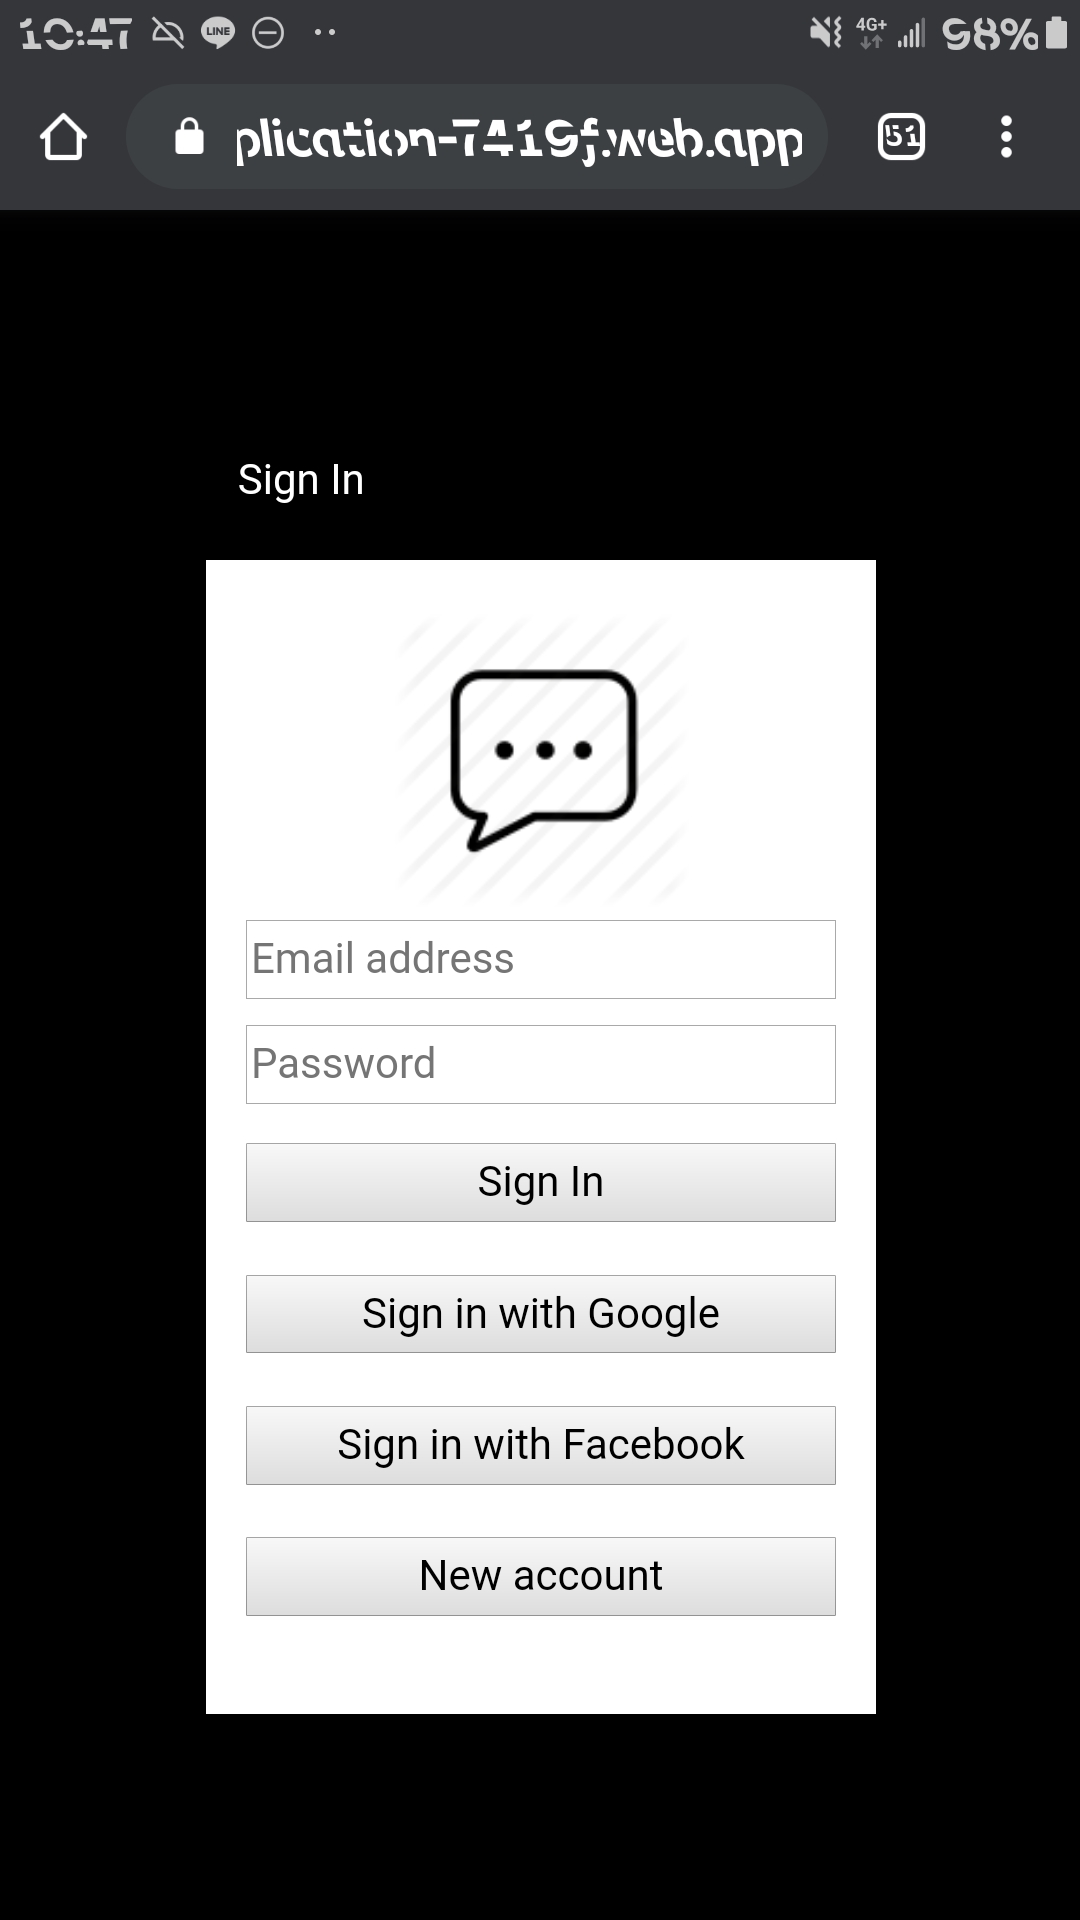 10:47 LINE 4G+ 98%
plication-7419f.web.app 51
Sign In
Email address
Password
Sign In
Sign in with Google
Sign in with Facebook
New account